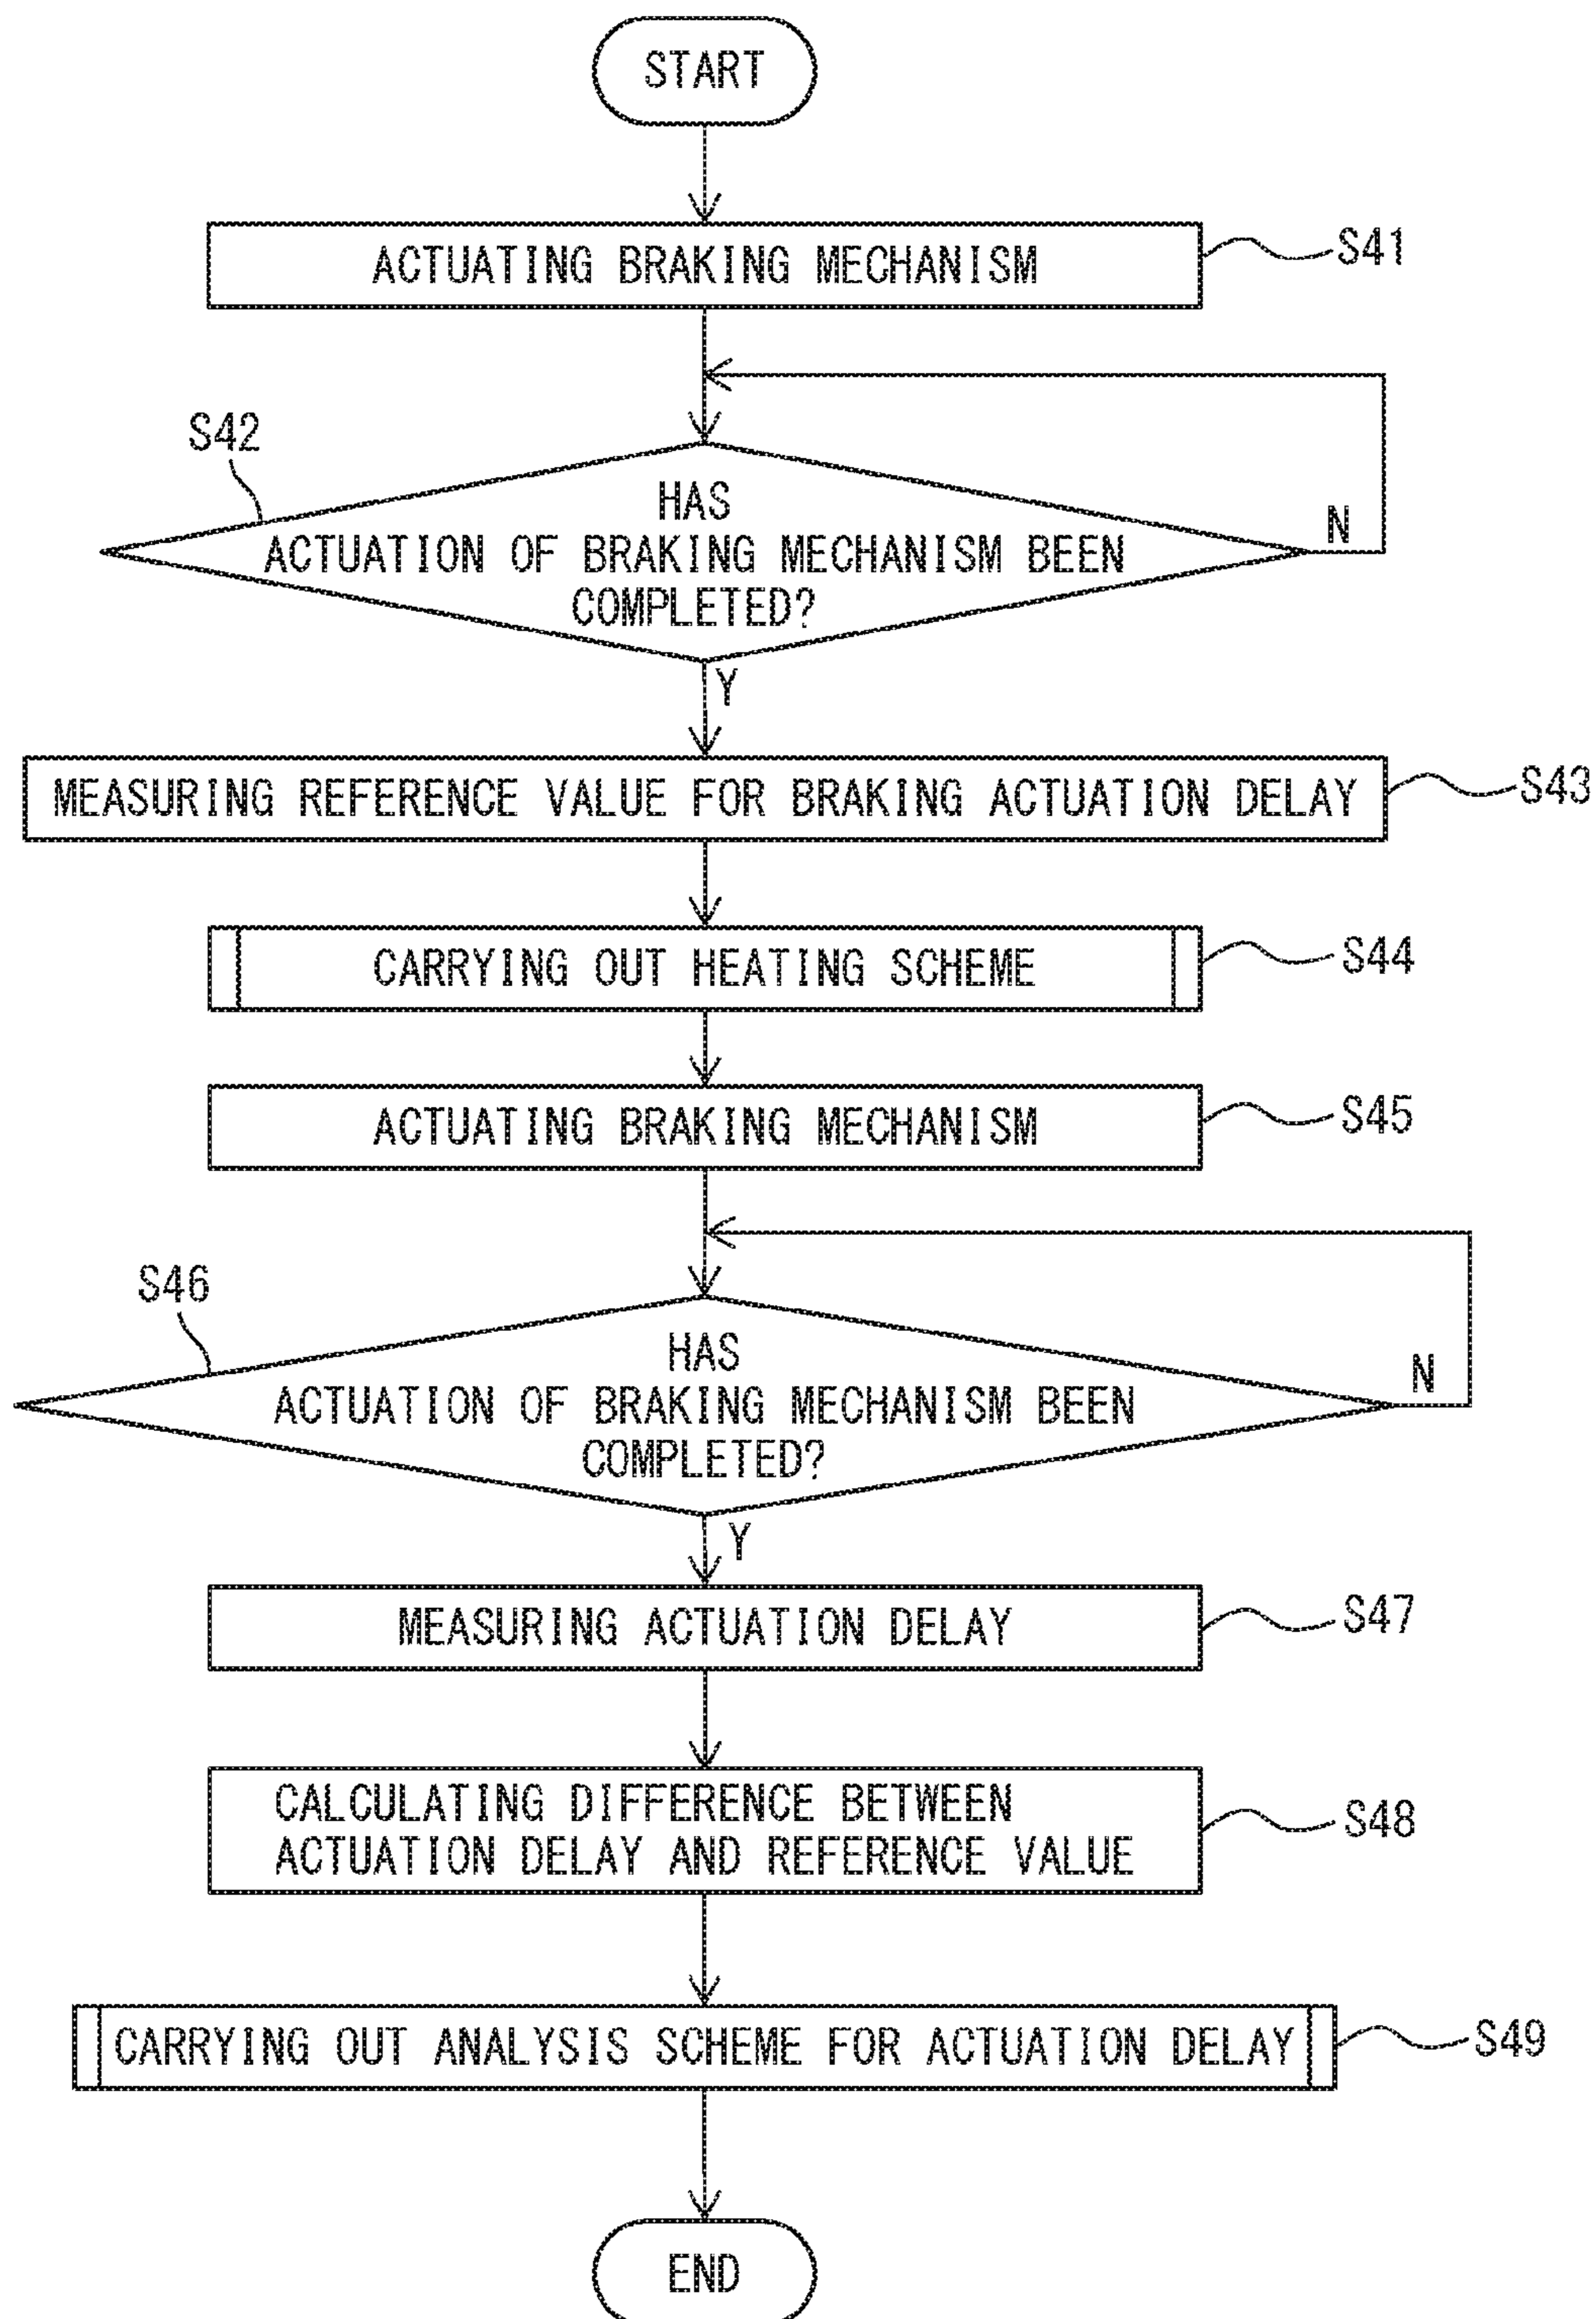 START
ACTUATING BRAKING MECHANISM
S41
S42
HAS
ACTUATION OF BRAKING MECHANISM BEEN
COMPLETED?
N
Y
MEASURING REFERENCE VALUE FOR BRAKING ACTUATION DELAY
S43
CARRYING OUT HEATING SCHEME
S44
ACTUATING BRAKING MECHANISM
S45
S46
HAS
ACTUATION OF BRAKING MECHANISM BEEN
COMPLETED?
N
Y
MEASURING ACTUATION DELAY
S47
CALCULATING DIFFERENCE BETWEEN
ACTUATION DELAY AND REFERENCE VALUE
S48
CARRYING OUT ANALYSIS SCHEME FOR ACTUATION DELAY
S49
END